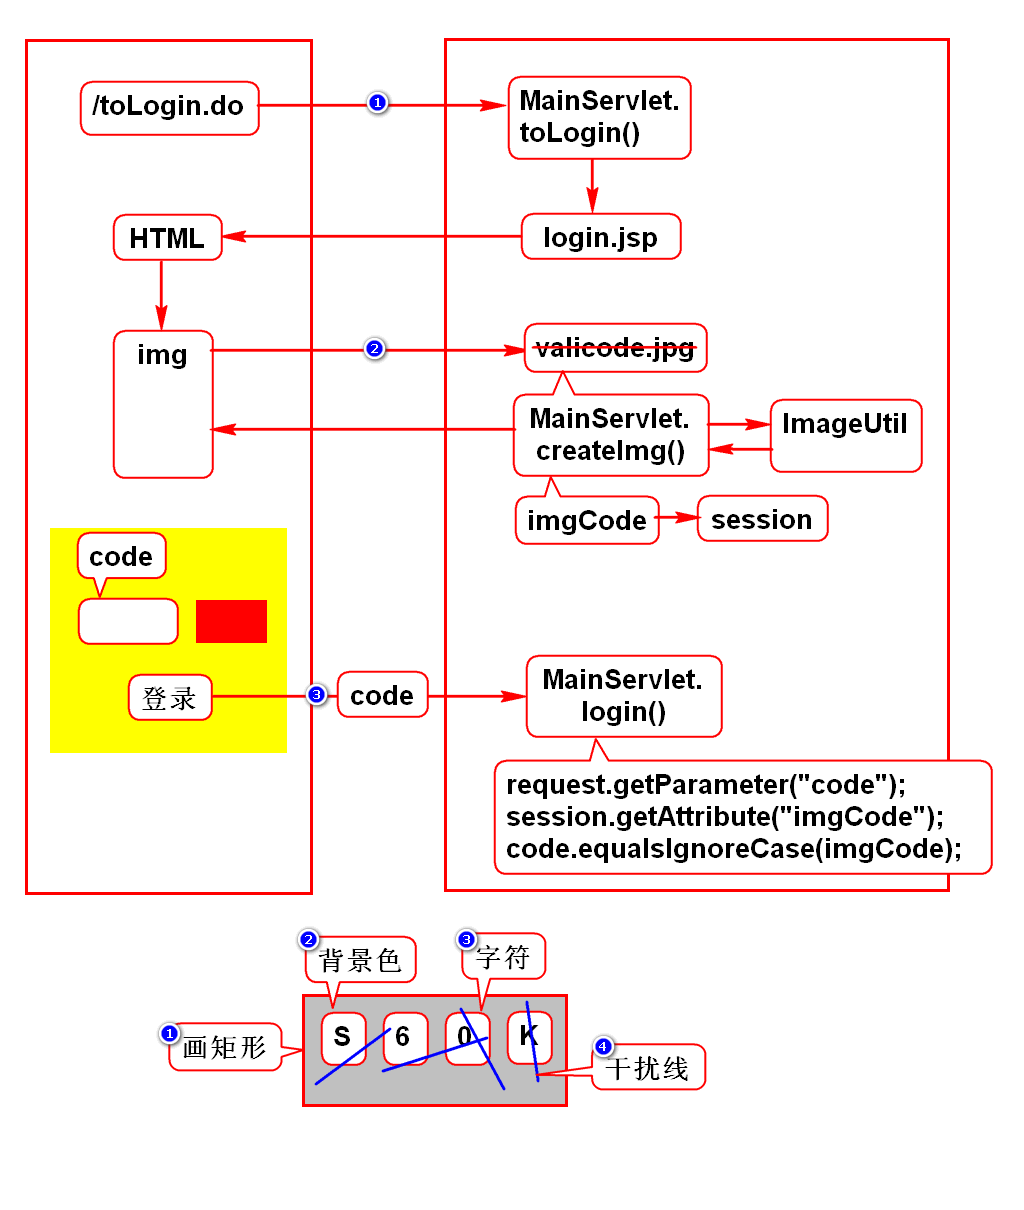 /toLogin.do
1
MainServlet.
toLogin()
HTML
login.jsp
img
2
valicode.jpg
MainServlet.
createImg()
ImageUtil
imgCode
session
code
登录
3
code
MainServlet.
login()
request.getParameter("code");
session.getAttribute("imgCode");
code.equalsIgnoreCase(imgCode);
2
背景色
3
字符
1
画矩形
S
6
0
K
4
干扰线